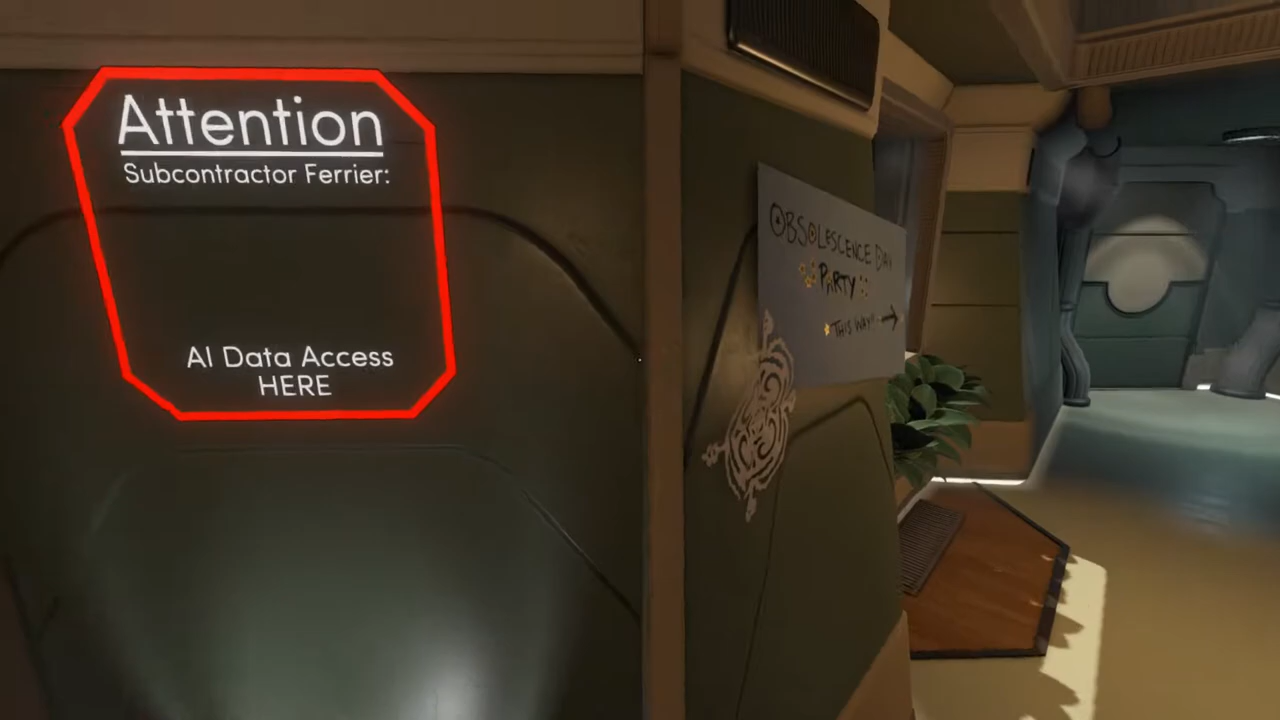 Attention
Subcontractor Ferrier:
AI Data Access
HERE
OBSOLESCENCE DAY
PARTY
THIS WAY!!